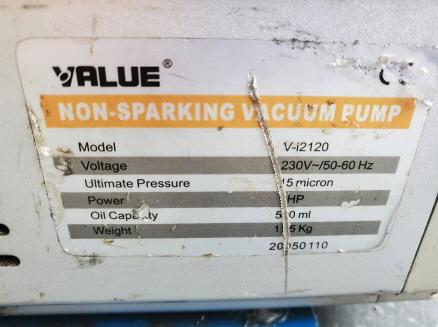 VALUE®
NON-SPARKING VACUUM PUMP
Model V-i2120
Voltage 230V~/50-60 Hz
Ultimate Pressure 15 micron
Power HP
Oil Capacity ml
Weight Kg
20050110